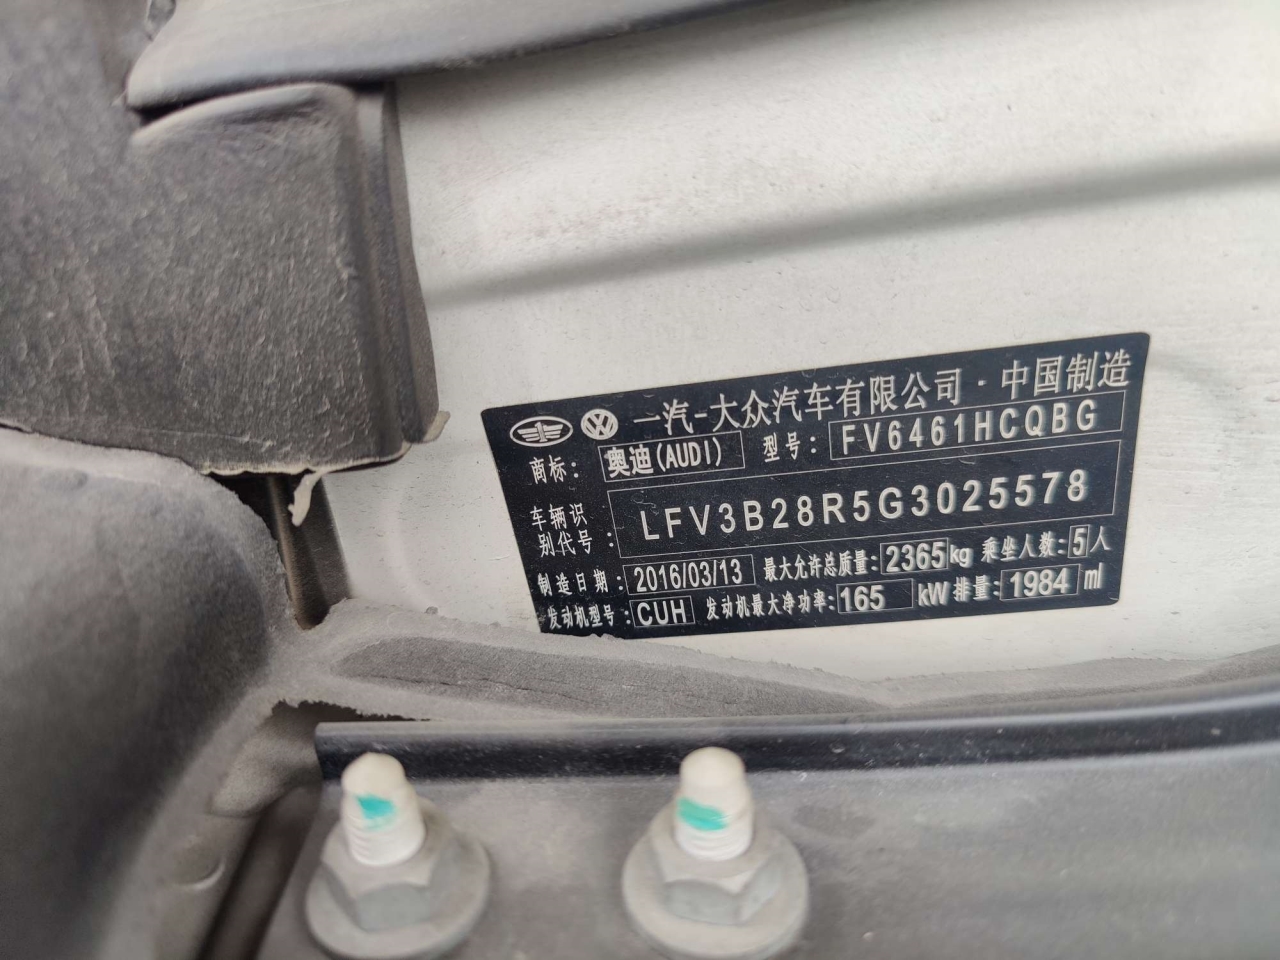 一汽-大众汽车有限公司·中国制造
商标: 奥迪(AUDI) 型号: FV6461HCQBG
车辆识别代号: LFV3B28R5G3025578
制造日期: 2016/03/13 最大允许总质量: 2365kg 乘坐人数: 5人
发动机型号: CUH 发动机最大净功率: 165 kW 排量: 1984 ml